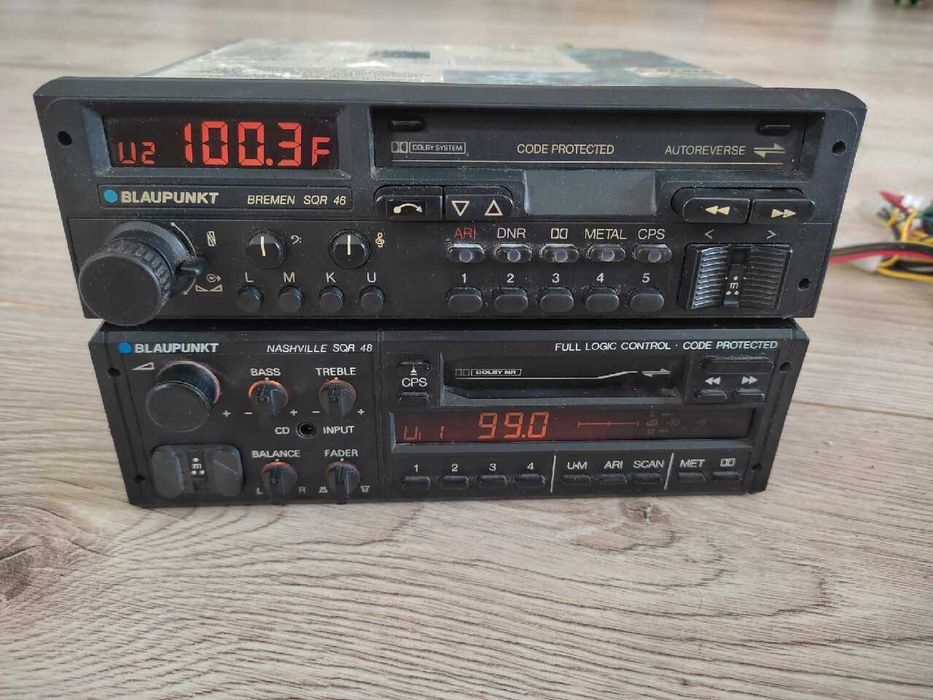 U2 100.3 F
DOLBY SYSTEM
CODE PROTECTED
AUTOREVERSE
BLAUPUNKT
BREMEN SQR 46
ARI DNR METAL CPS
< >
L M K U
1 2 3 4 5
m
BLAUPUNKT
NASHVILLE SQR 48
FULL LOGIC CONTROL · CODE PROTECTED
BASS TREBLE
CPS
DOLBY NR
- + - +
CD INPUT
U 1 99.0
m
BALANCE FADER
L R
1 2 3 4 U•M ARI SCAN MET